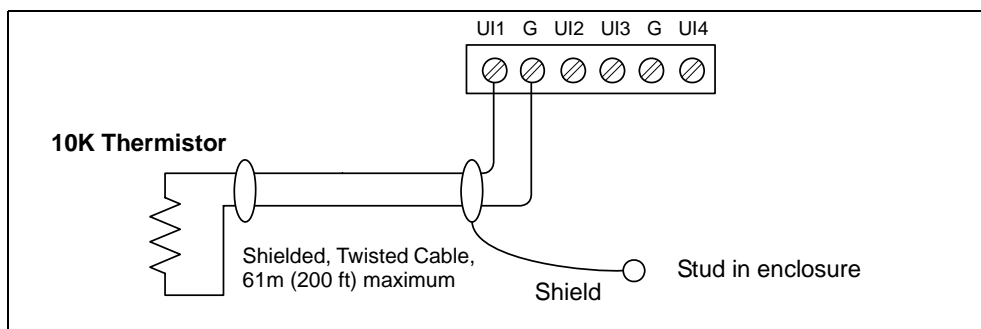 UI1 G UI2 UI3 G UI4
10K Thermistor
Shielded, Twisted Cable,
61m (200 ft) maximum
Shield
Stud in enclosure